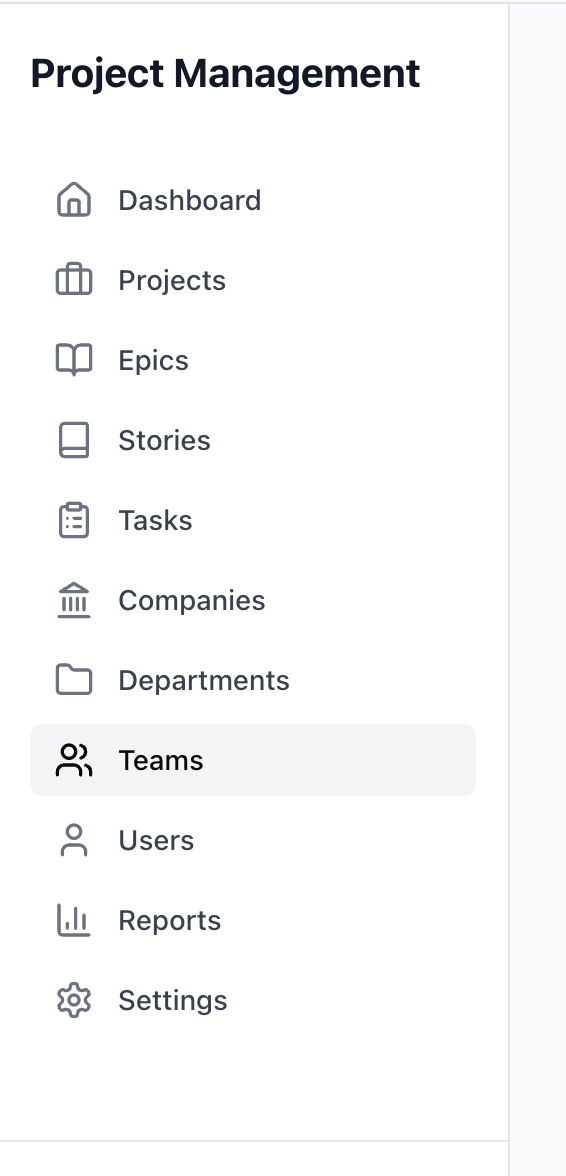 Project Management
Dashboard
Projects
Epics
Stories
Tasks
Companies
Departments
Teams
Users
Reports
Settings